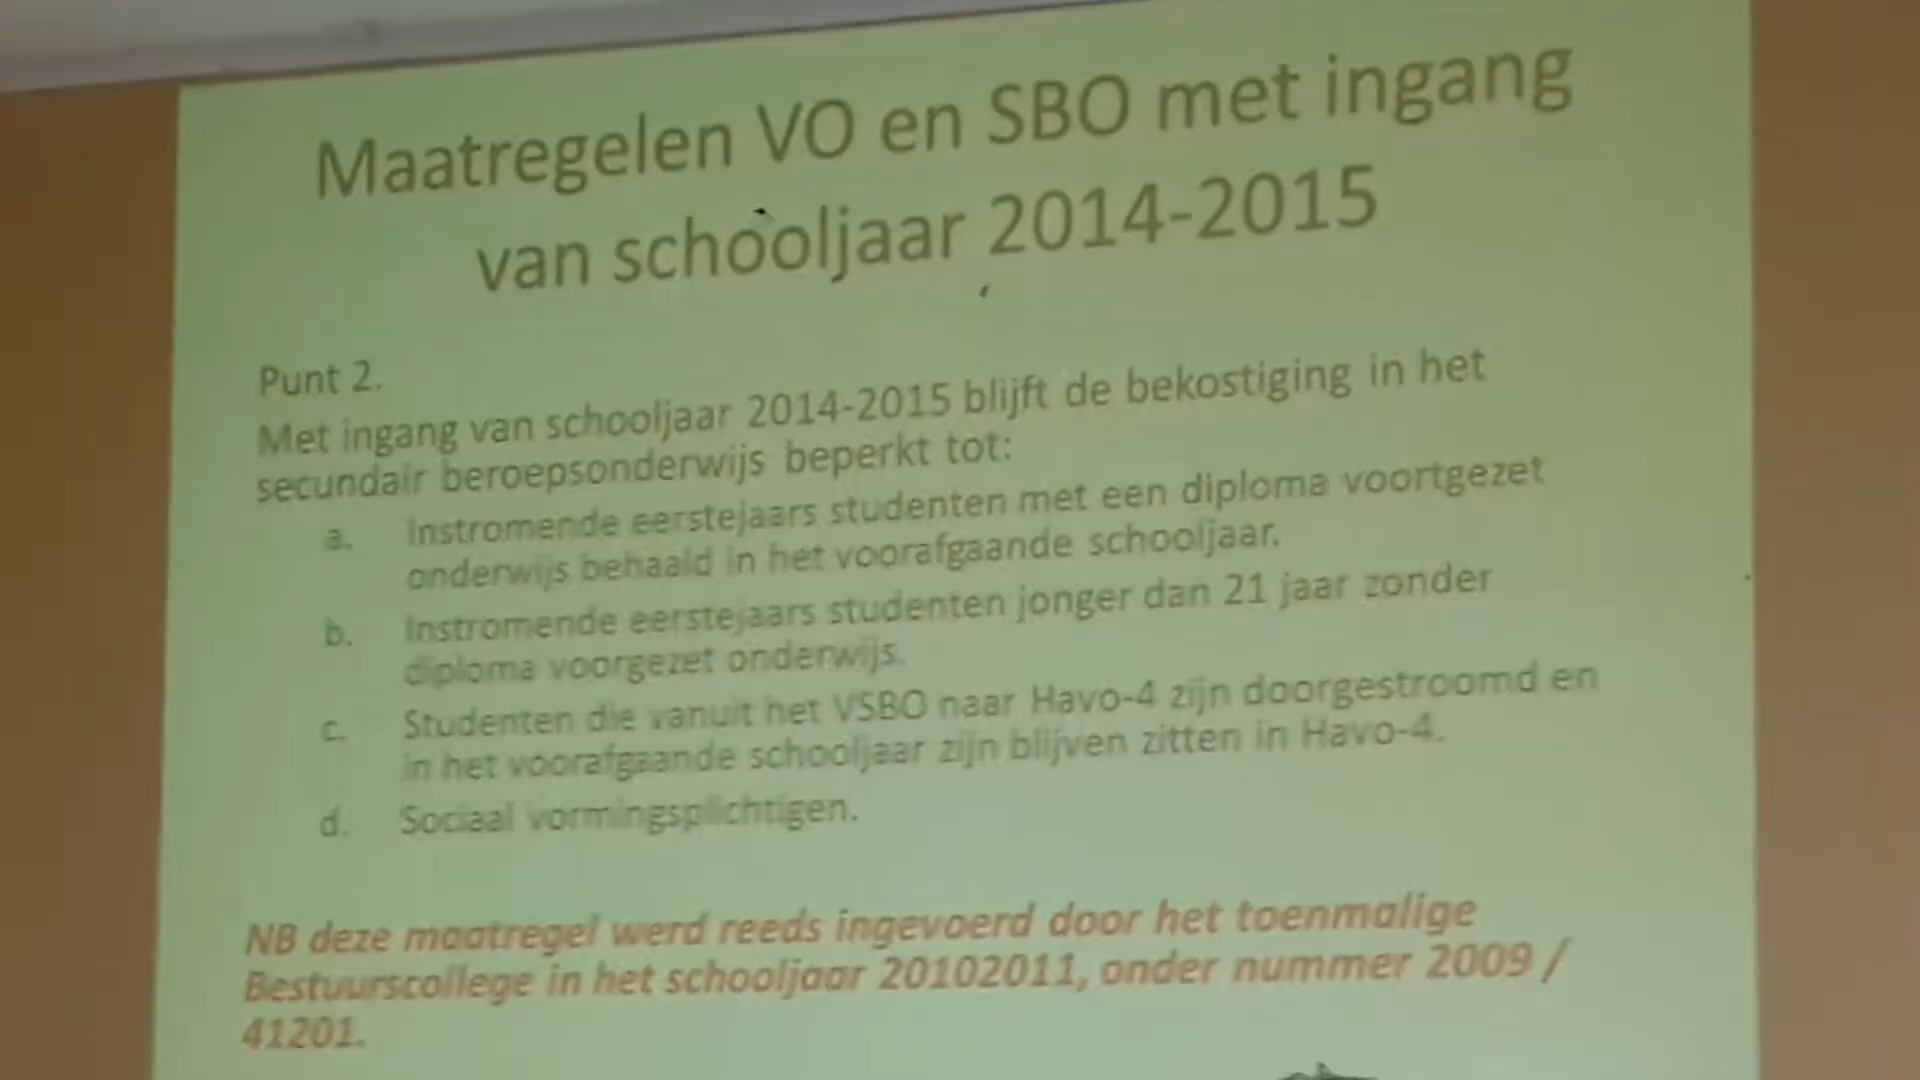 Maatregelen VO en SBO met ingang
van schooljaar 2014-2015
Punt 2.
Met ingang van schooljaar 2014-2015 blijft de bekostiging in het
secundair beroepsonderwijs beperkt tot:
a. Instromende eerstejaars studenten met een diploma voortgezet
onderwijs behaald in het voorafgaande schooljaar.
b. Instromende eerstejaars studenten jonger dan 21 jaar zonder
diploma voorgezet onderwijs.
c. Studenten die vanuit het VSBO naar Havo-4 zijn doorgestroomd en
in het voorafgaande schooljaar zijn blijven zitten in Havo-4.
d. Sociaal vormingsplichtigen.
NB deze maatregel werd reeds ingevoerd door het toenmalige
Bestuurscollege in het schooljaar 20102011, onder nummer 2009 /
41201.